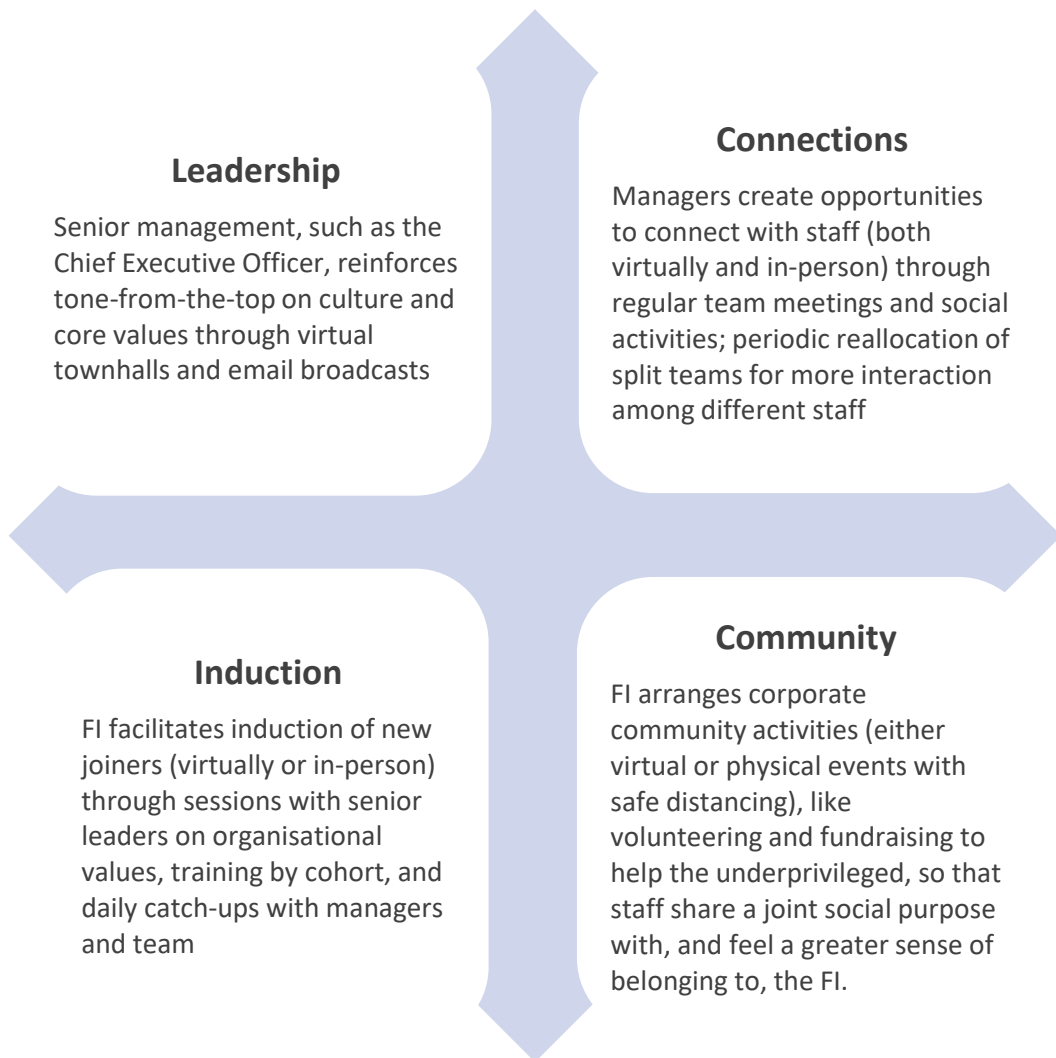 Leadership
Senior management, such as the
Chief Executive Officer, reinforces
tone-from-the-top on culture and
core values through virtual
townhalls and email broadcasts
Connections
Managers create opportunities
to connect with staff (both
virtually and in-person) through
regular team meetings and social
activities; periodic reallocation of
split teams for more interaction
among different staff
Induction
FI facilitates induction of new
joiners (virtually or in-person)
through sessions with senior
leaders on organisational
values, training by cohort, and
daily catch-ups with managers
and team
Community
FI arranges corporate
community activities (either
virtual or physical events with
safe distancing), like
volunteering and fundraising to
help the underprivileged, so that
staff share a joint social purpose
with, and feel a greater sense of
belonging to, the FI.